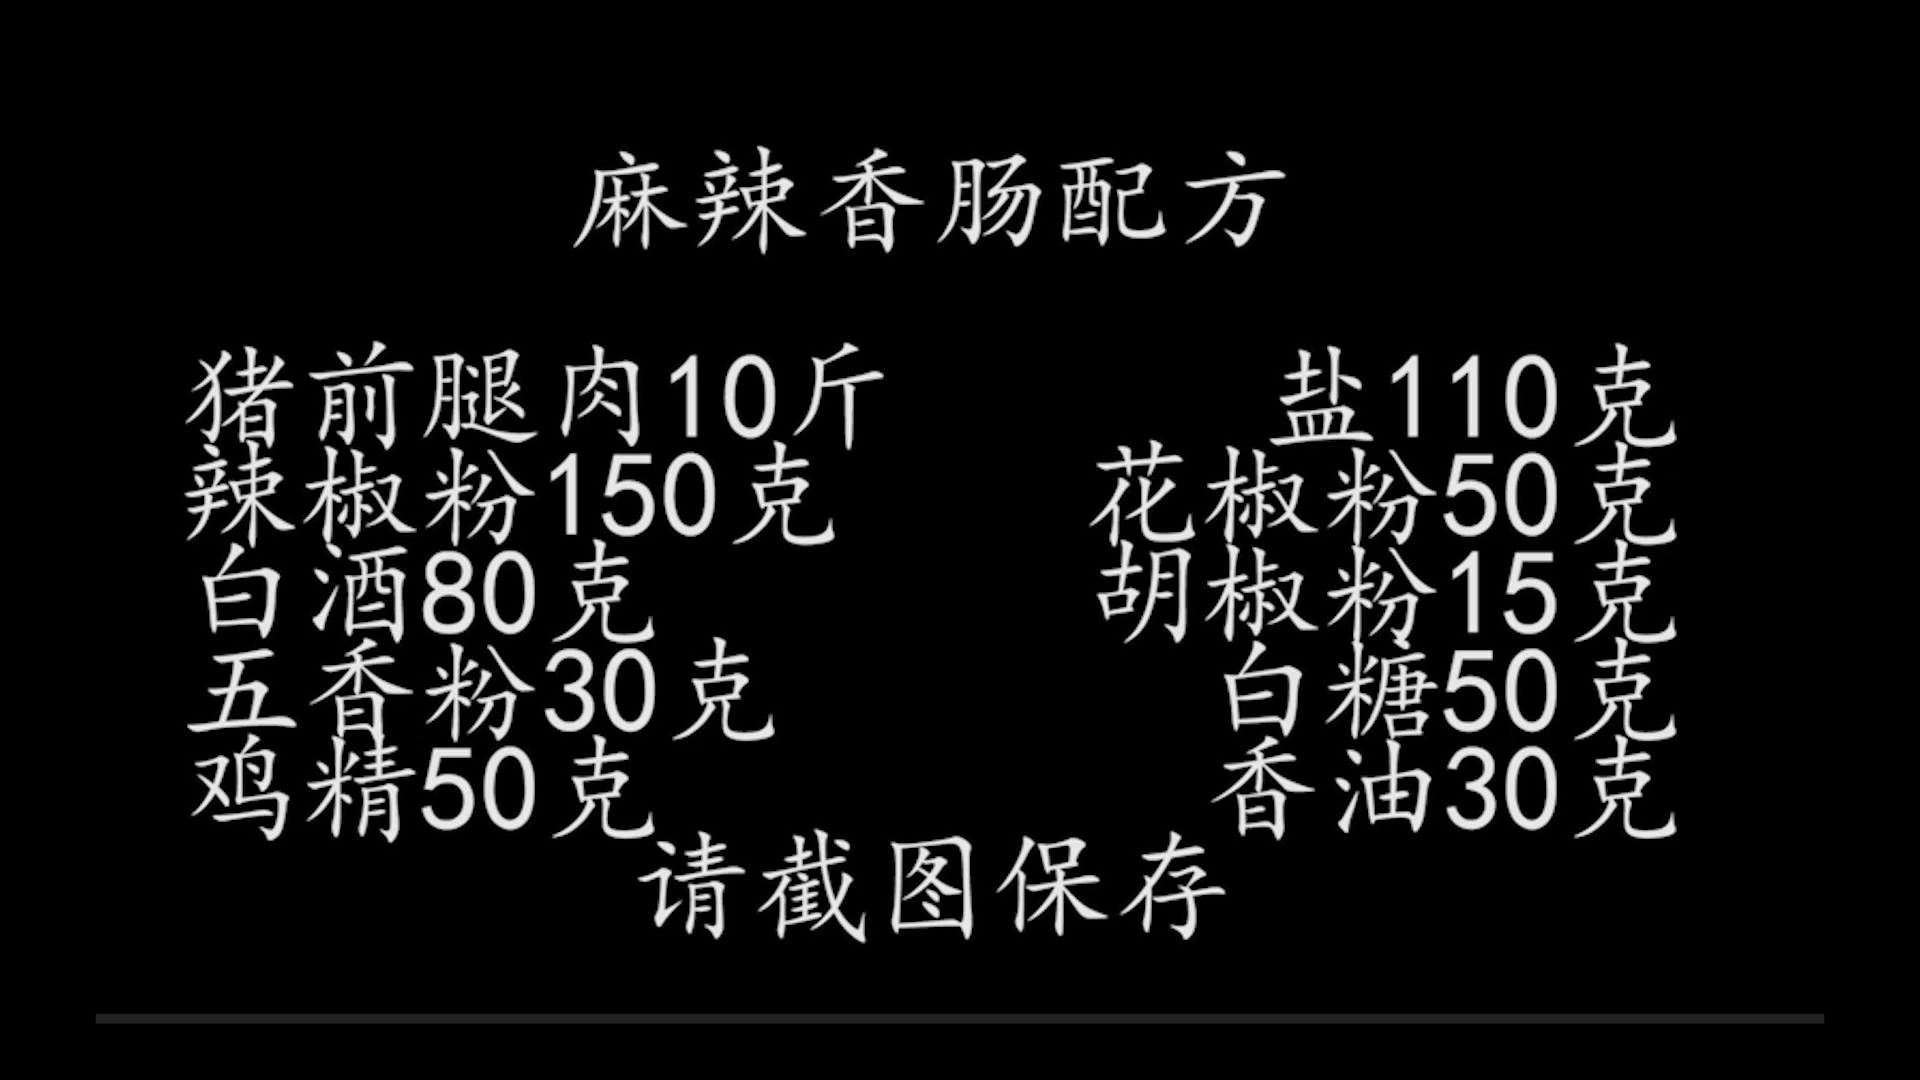 麻辣香肠配方
猪前腿肉10斤 盐110克
辣椒粉150克 花椒粉50克
白酒80克 胡椒粉15克
五香粉30克 白糖50克
鸡精50克 香油30克
请截图保存